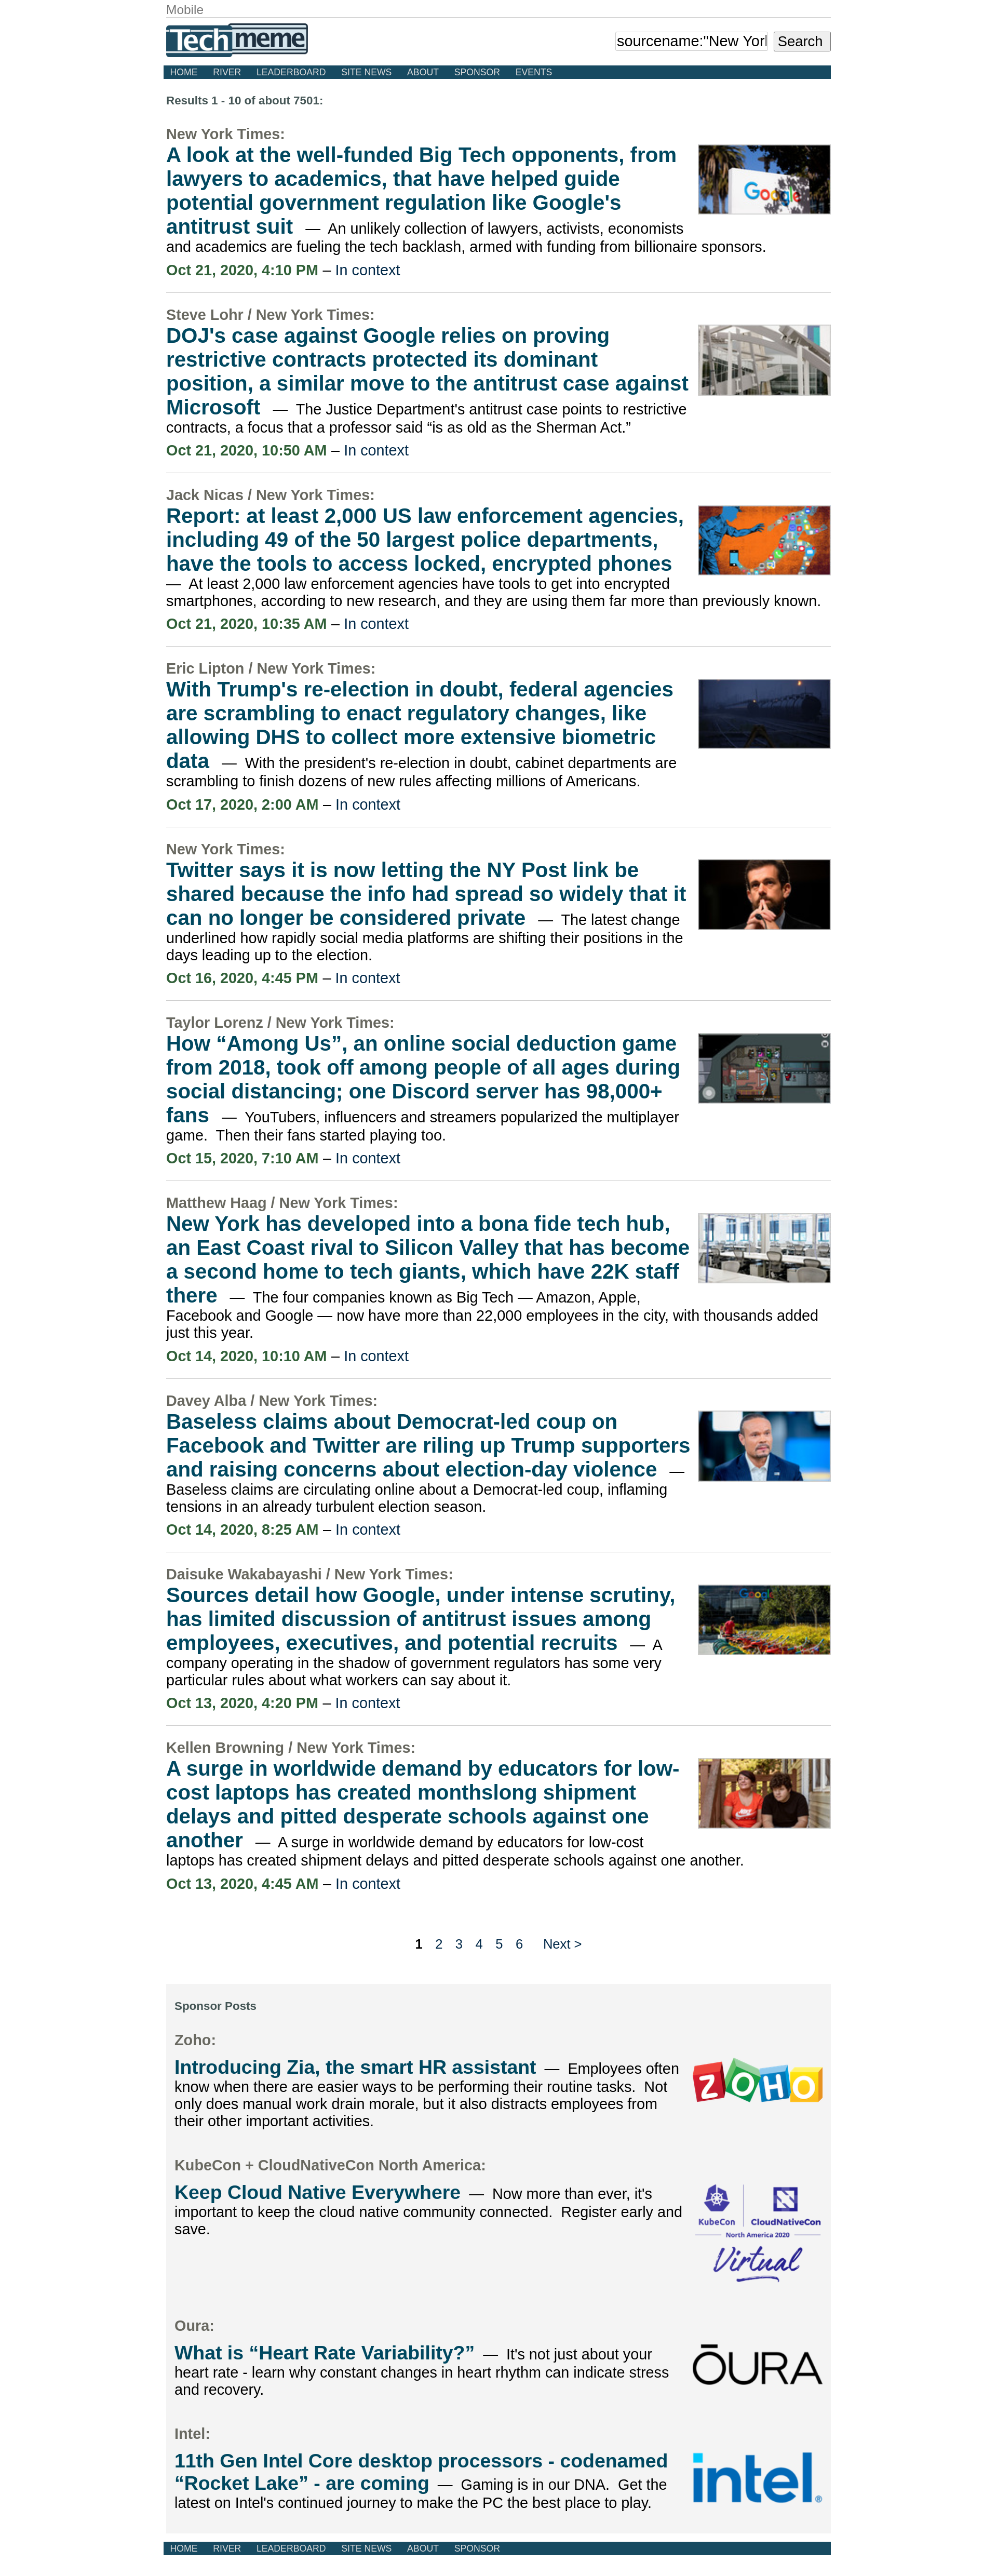 Mobile
Techmeme
sourcename:"New Yor
Search
HOME RIVER LEADERBOARD SITE NEWS ABOUT SPONSOR EVENTS
Results 1 - 10 of about 7501:
New York Times:
A look at the well-funded Big Tech opponents, from
lawyers to academics, that have helped guide
potential government regulation like Google's
antitrust suit — An unlikely collection of lawyers, activists, economists
and academics are fueling the tech backlash, armed with funding from billionaire sponsors.
Google
Oct 21, 2020, 4:10 PM – In context
Steve Lohr / New York Times:
DOJ's case against Google relies on proving
restrictive contracts protected its dominant
position, a similar move to the antitrust case against
Microsoft — The Justice Department's antitrust case points to restrictive
contracts, a focus that a professor said “is as old as the Sherman Act.”
Oct 21, 2020, 10:50 AM – In context
Jack Nicas / New York Times:
Report: at least 2,000 US law enforcement agencies,
including 49 of the 50 largest police departments,
have the tools to access locked, encrypted phones
— At least 2,000 law enforcement agencies have tools to get into encrypted
smartphones, according to new research, and they are using them far more than previously known.
Oct 21, 2020, 10:35 AM – In context
Eric Lipton / New York Times:
With Trump's re-election in doubt, federal agencies
are scrambling to enact regulatory changes, like
allowing DHS to collect more extensive biometric
data — With the president's re-election in doubt, cabinet departments are
scrambling to finish dozens of new rules affecting millions of Americans.
Oct 17, 2020, 2:00 AM – In context
New York Times:
Twitter says it is now letting the NY Post link be
shared because the info had spread so widely that it
can no longer be considered private — The latest change
underlined how rapidly social media platforms are shifting their positions in the
days leading up to the election.
Oct 16, 2020, 4:45 PM – In context
Taylor Lorenz / New York Times:
How “Among Us”, an online social deduction game
from 2018, took off among people of all ages during
social distancing; one Discord server has 98,000+
fans — YouTubers, influencers and streamers popularized the multiplayer
game. Then their fans started playing too.
Oct 15, 2020, 7:10 AM – In context
Matthew Haag / New York Times:
New York has developed into a bona fide tech hub,
an East Coast rival to Silicon Valley that has become
a second home to tech giants, which have 22K staff
there — The four companies known as Big Tech — Amazon, Apple,
Facebook and Google — now have more than 22,000 employees in the city, with thousands added
just this year.
Oct 14, 2020, 10:10 AM – In context
Davey Alba / New York Times:
Baseless claims about Democrat-led coup on
Facebook and Twitter are riling up Trump supporters
and raising concerns about election-day violence —
Baseless claims are circulating online about a Democrat-led coup, inflaming
tensions in an already turbulent election season.
Oct 14, 2020, 8:25 AM – In context
Daisuke Wakabayashi / New York Times:
Sources detail how Google, under intense scrutiny,
has limited discussion of antitrust issues among
employees, executives, and potential recruits — A
company operating in the shadow of government regulators has some very
particular rules about what workers can say about it.
Google
Oct 13, 2020, 4:20 PM – In context
Kellen Browning / New York Times:
A surge in worldwide demand by educators for low-
cost laptops has created monthslong shipment
delays and pitted desperate schools against one
another — A surge in worldwide demand by educators for low-cost
laptops has created shipment delays and pitted desperate schools against one another.
Oct 13, 2020, 4:45 AM – In context
1 2 3 4 5 6 Next >
Sponsor Posts
Zoho:
Introducing Zia, the smart HR assistant — Employees often
know when there are easier ways to be performing their routine tasks. Not
only does manual work drain morale, but it also distracts employees from
their other important activities.
ZOHO
KubeCon + CloudNativeCon North America:
Keep Cloud Native Everywhere — Now more than ever, it's
important to keep the cloud native community connected. Register early and
save.
KubeCon CloudNativeCon
North America 2020
Virtual
Oura:
What is “Heart Rate Variability?” — It's not just about your
heart rate - learn why constant changes in heart rhythm can indicate stress
and recovery.
ŌURA
Intel:
11th Gen Intel Core desktop processors - codenamed
“Rocket Lake” - are coming — Gaming is in our DNA. Get the
latest on Intel's continued journey to make the PC the best place to play.
intel®
HOME RIVER LEADERBOARD SITE NEWS ABOUT SPONSOR